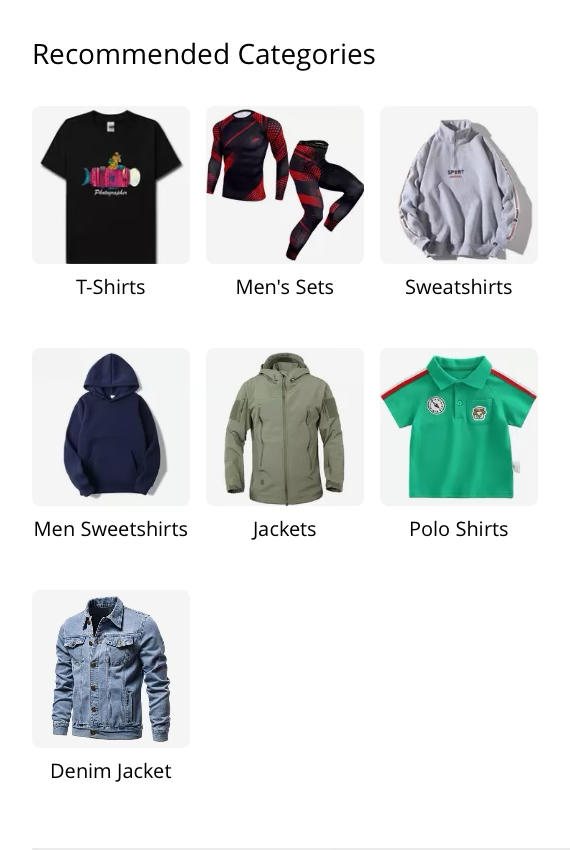 Recommended Categories
Photographer
SPORT
T-Shirts
Men's Sets
Sweatshirts
Men Sweetshirts
Jackets
Polo Shirts
Denim Jacket